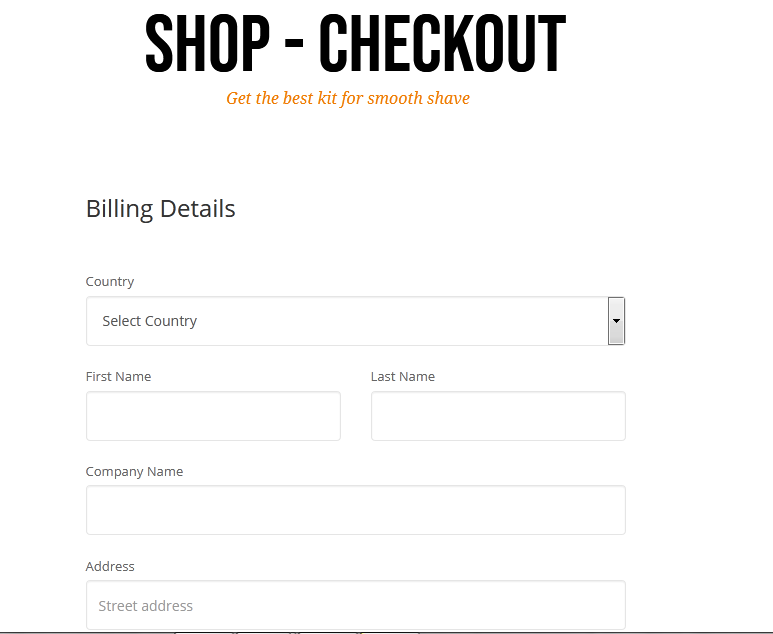 SHOP - CHECKOUT
Get the best kit for smooth shave
Billing Details
Country
Select Country
First Name Last Name
Company Name
Address
Street address